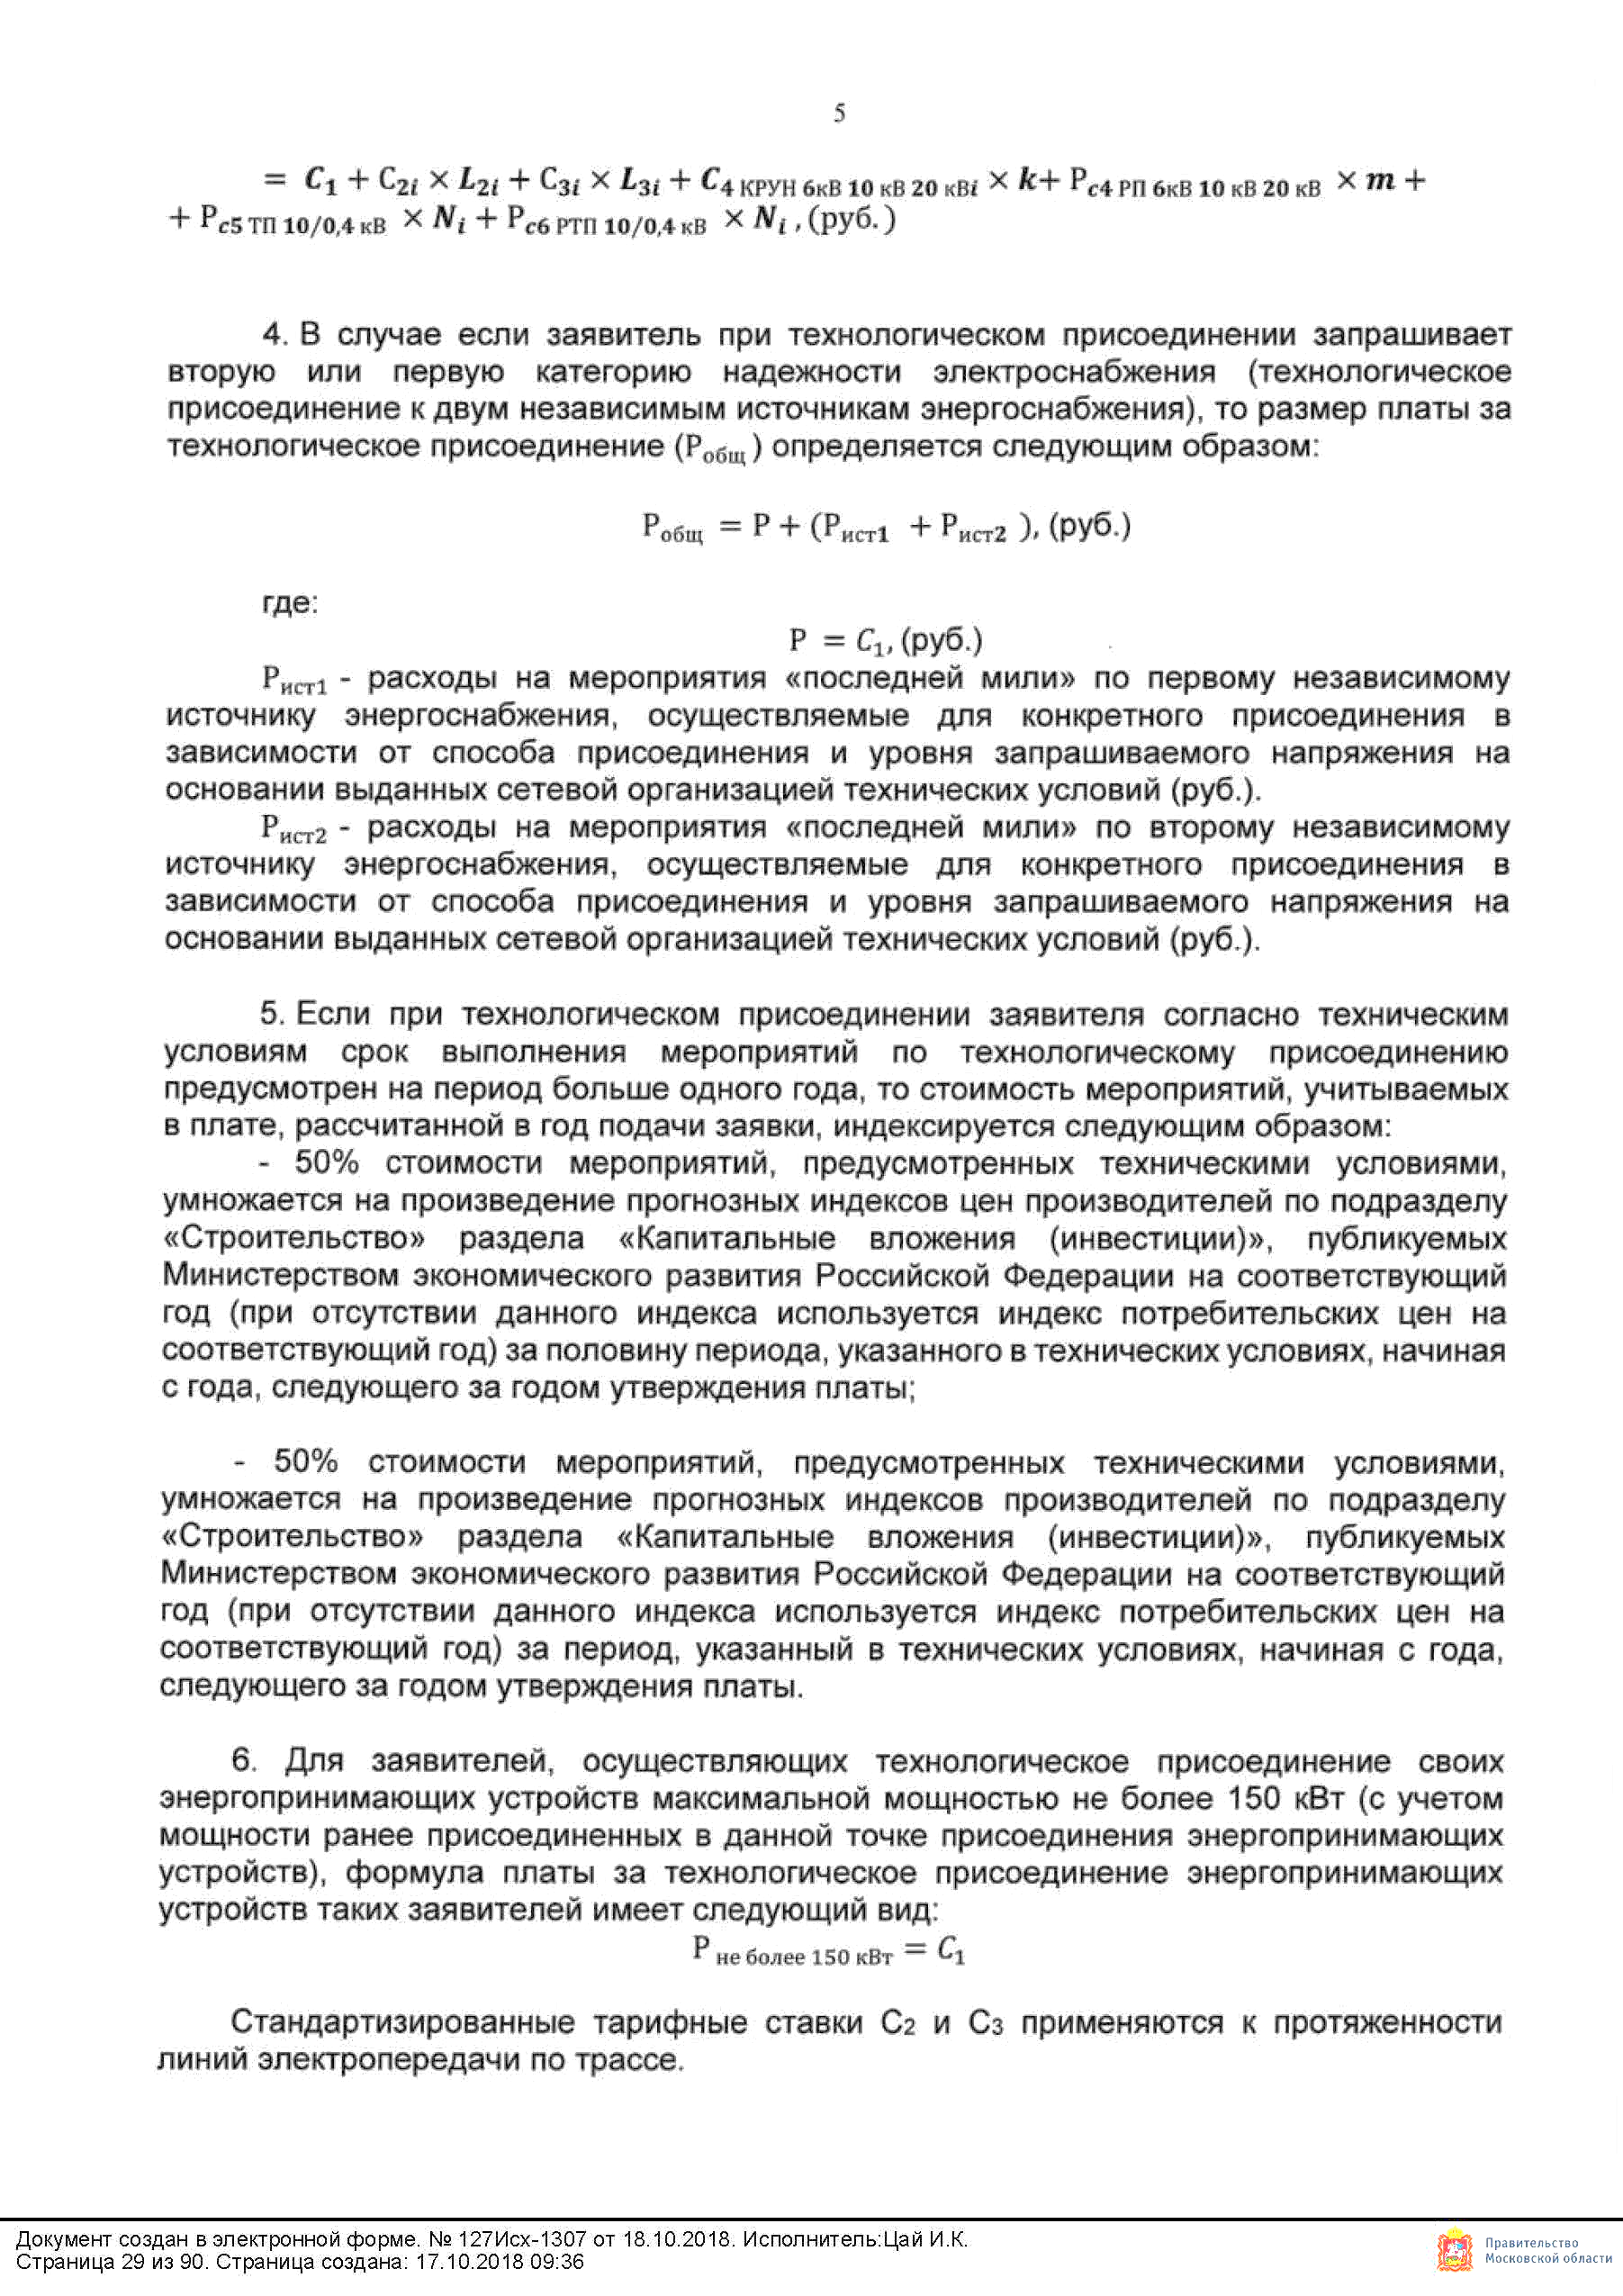 5
= C₁ + C₂ᵢ × L₂ᵢ + C₃ᵢ × L₃ᵢ + C₄ КРУН 6кВ 10 кВ 20 кВi × k+ Pс4 РП 6кВ 10 кВ 20 кВ × m +
+ Pс5 ТП 10/0,4 кВ × Nᵢ + Pс6 РТП 10/0,4 кВ × Nᵢ , (руб.)
4. В случае если заявитель при технологическом присоединении запрашивает
вторую или первую категорию надежности электроснабжения (технологическое
присоединение к двум независимым источникам энергоснабжения), то размер платы за
технологическое присоединение (Робщ ) определяется следующим образом:
Робщ = Р + (Рист1 + Рист2 ), (руб.)
где:
Р = C₁, (руб.)
Рист1 - расходы на мероприятия «последней мили» по первому независимому
источнику энергоснабжения, осуществляемые для конкретного присоединения в
зависимости от способа присоединения и уровня запрашиваемого напряжения на
основании выданных сетевой организацией технических условий (руб.).
Рист2 - расходы на мероприятия «последней мили» по второму независимому
источнику энергоснабжения, осуществляемые для конкретного присоединения в
зависимости от способа присоединения и уровня запрашиваемого напряжения на
основании выданных сетевой организацией технических условий (руб.).
5. Если при технологическом присоединении заявителя согласно техническим
условиям срок выполнения мероприятий по технологическому присоединению
предусмотрен на период больше одного года, то стоимость мероприятий, учитываемых
в плате, рассчитанной в год подачи заявки, индексируется следующим образом:
- 50% стоимости мероприятий, предусмотренных техническими условиями,
умножается на произведение прогнозных индексов цен производителей по подразделу
«Строительство» раздела «Капитальные вложения (инвестиции)», публикуемых
Министерством экономического развития Российской Федерации на соответствующий
год (при отсутствии данного индекса используется индекс потребительских цен на
соответствующий год) за половину периода, указанного в технических условиях, начиная
с года, следующего за годом утверждения платы;
- 50% стоимости мероприятий, предусмотренных техническими условиями,
умножается на произведение прогнозных индексов производителей по подразделу
«Строительство» раздела «Капитальные вложения (инвестиции)», публикуемых
Министерством экономического развития Российской Федерации на соответствующий
год (при отсутствии данного индекса используется индекс потребительских цен на
соответствующий год) за период, указанный в технических условиях, начиная с года,
следующего за годом утверждения платы.
6. Для заявителей, осуществляющих технологическое присоединение своих
энергопринимающих устройств максимальной мощностью не более 150 кВт (с учетом
мощности ранее присоединенных в данной точке присоединения энергопринимающих
устройств), формула платы за технологическое присоединение энергопринимающих
устройств таких заявителей имеет следующий вид:
Р не более 150 кВт = C₁
Стандартизированные тарифные ставки С₂ и С₃ применяются к протяженности
линий электропередачи по трассе.
Документ создан в электронной форме. № 127Исх-1307 от 18.10.2018. Исполнитель:Цай И.К.
Страница 29 из 90. Страница создана: 17.10.2018 09:36
Правительство
Московской области